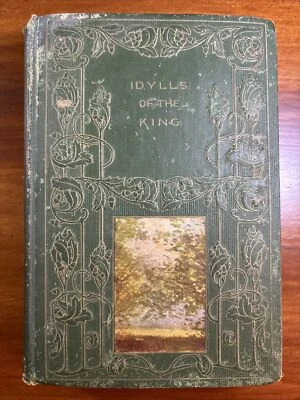 IDYLLS
OF THE
KING